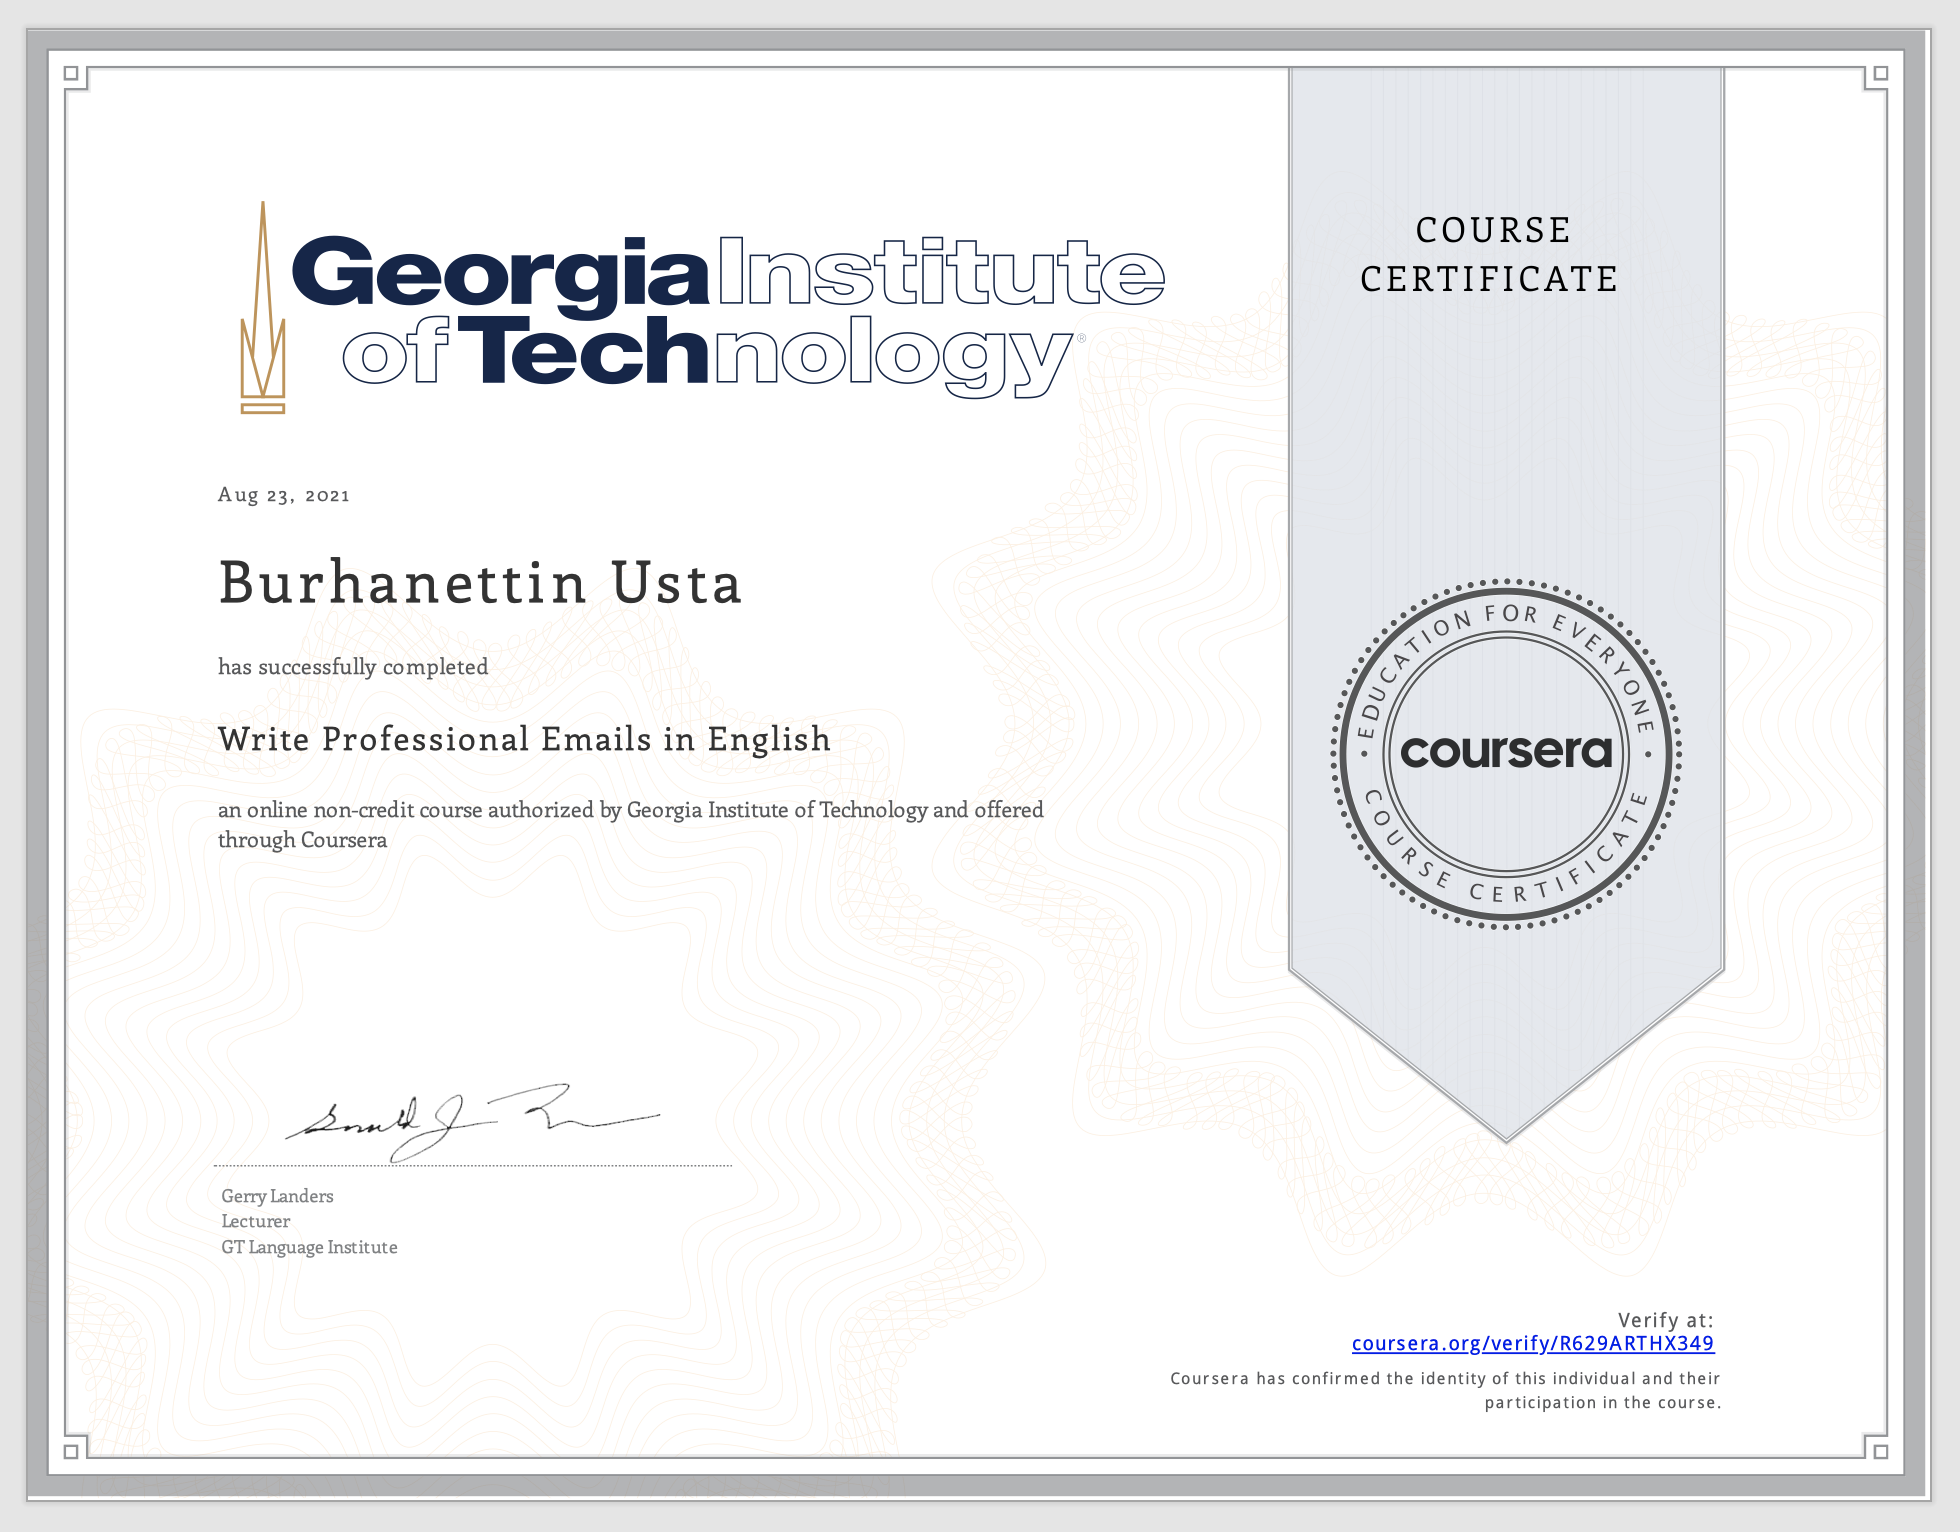 Georgia Institute
of Technology®
COURSE
CERTIFICATE
Aug 23, 2021
Burhanettin Usta
has successfully completed
Write Professional Emails in English
an online non-credit course authorized by Georgia Institute of Technology and offered
through Coursera
EDUCATION FOR EVERYONE
coursera
COURSE CERTIFICATE
Gerry Landers
Lecturer
GT Language Institute
Verify at:
coursera.org/verify/R629ARTHX349
Coursera has confirmed the identity of this individual and their
participation in the course.